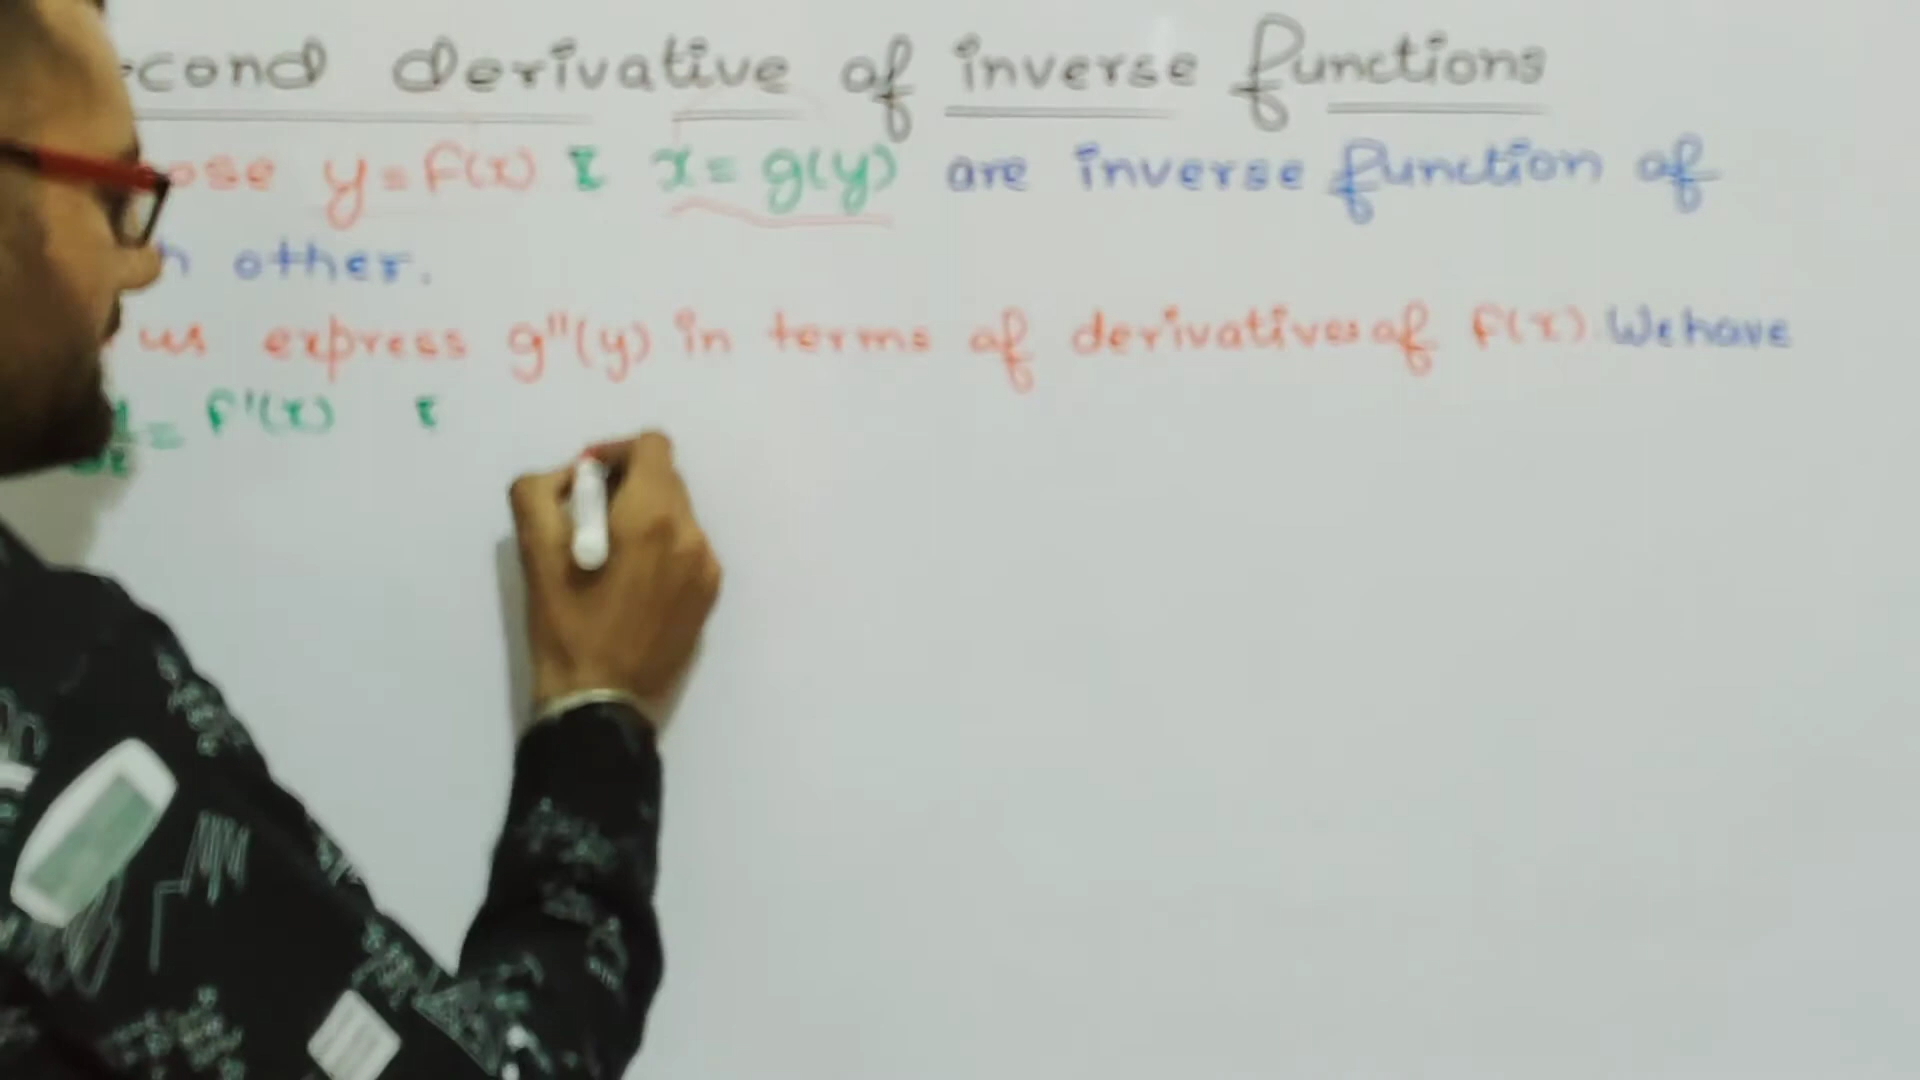 cond derivative of inverse functions
ose y=f(x) & x=g(y) are inverse function of
h other.
us express g"(y) in terms of derivatives of f(x). We have
= f'(x) &